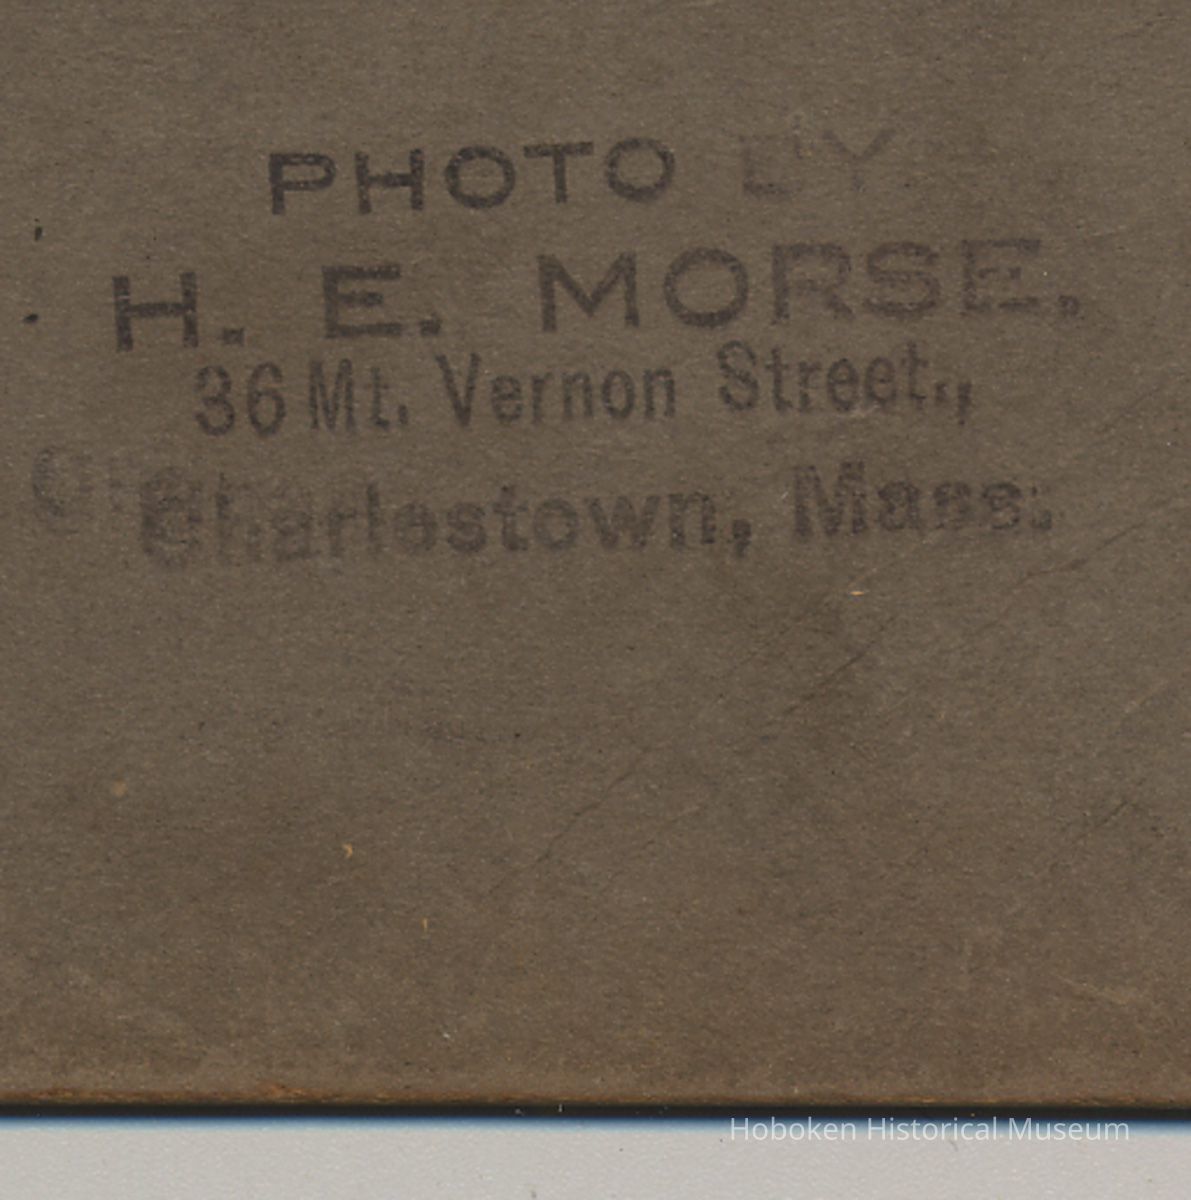 PHOTO BY
H. E. MORSE.
36 Mt. Vernon Street.,
Charlestown, Mass.
Hoboken Historical Museum